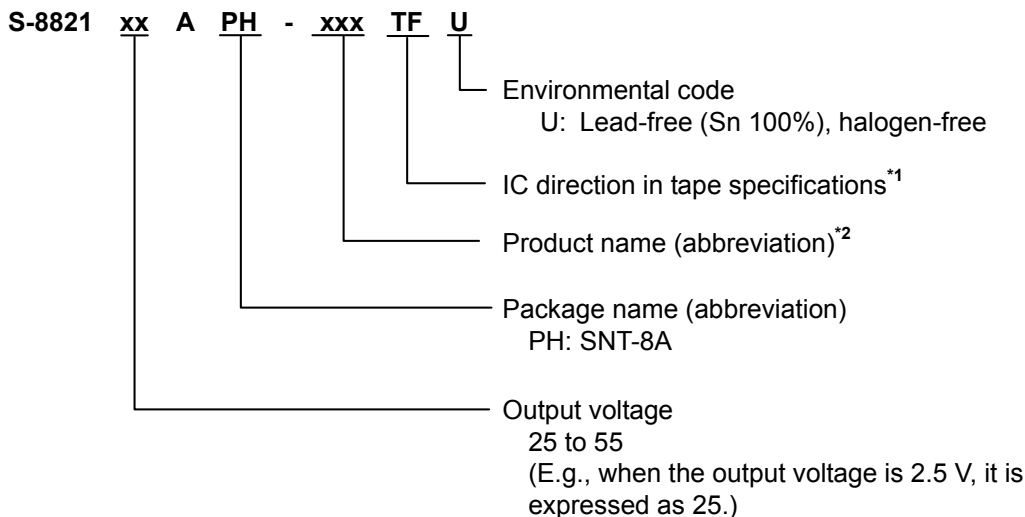 S-8821 xx A PH - xxx TF U
Environmental code
U: Lead-free (Sn 100%), halogen-free
IC direction in tape specifications*1
Product name (abbreviation)*2
Package name (abbreviation)
PH: SNT-8A
Output voltage
25 to 55
(E.g., when the output voltage is 2.5 V, it is
expressed as 25.)